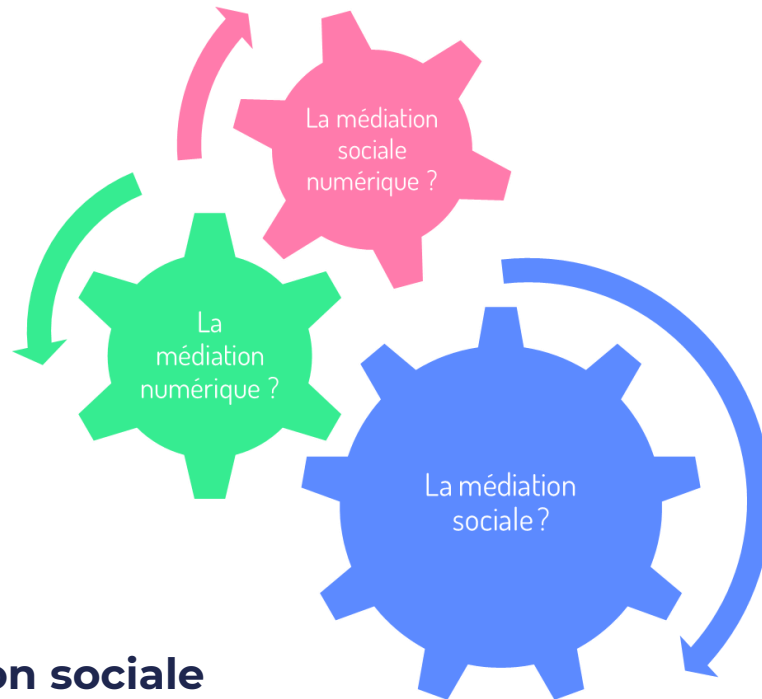 La médiation
sociale
numérique ?
La
médiation
numérique ?
La médiation
sociale ?
on sociale